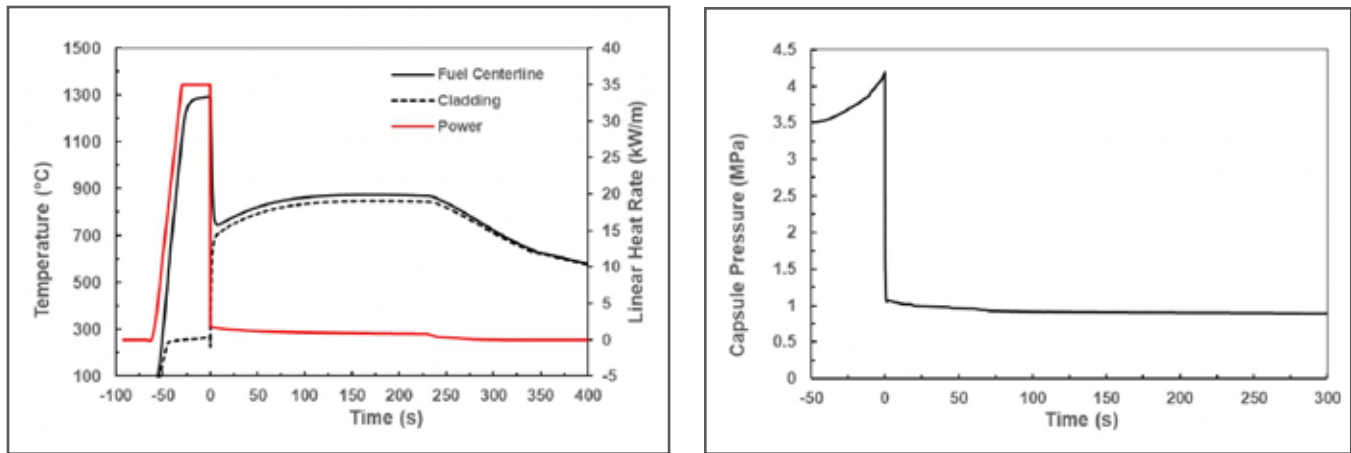 1500
1300
1100
900
700
500
300
100
Temperature (°C)
40
35
30
25
20
15
10
5
0
-5
Linear Heat Rate (kW/m)
Fuel Centerline
Cladding
Power
-100 -50 0 50 100 150 200 250 300 350 400
Time (s)
4.5
4
3.5
3
2.5
2
1.5
1
0.5
0
Capsule Pressure (MPa)
-50 0 50 100 150 200 250 300
Time (s)